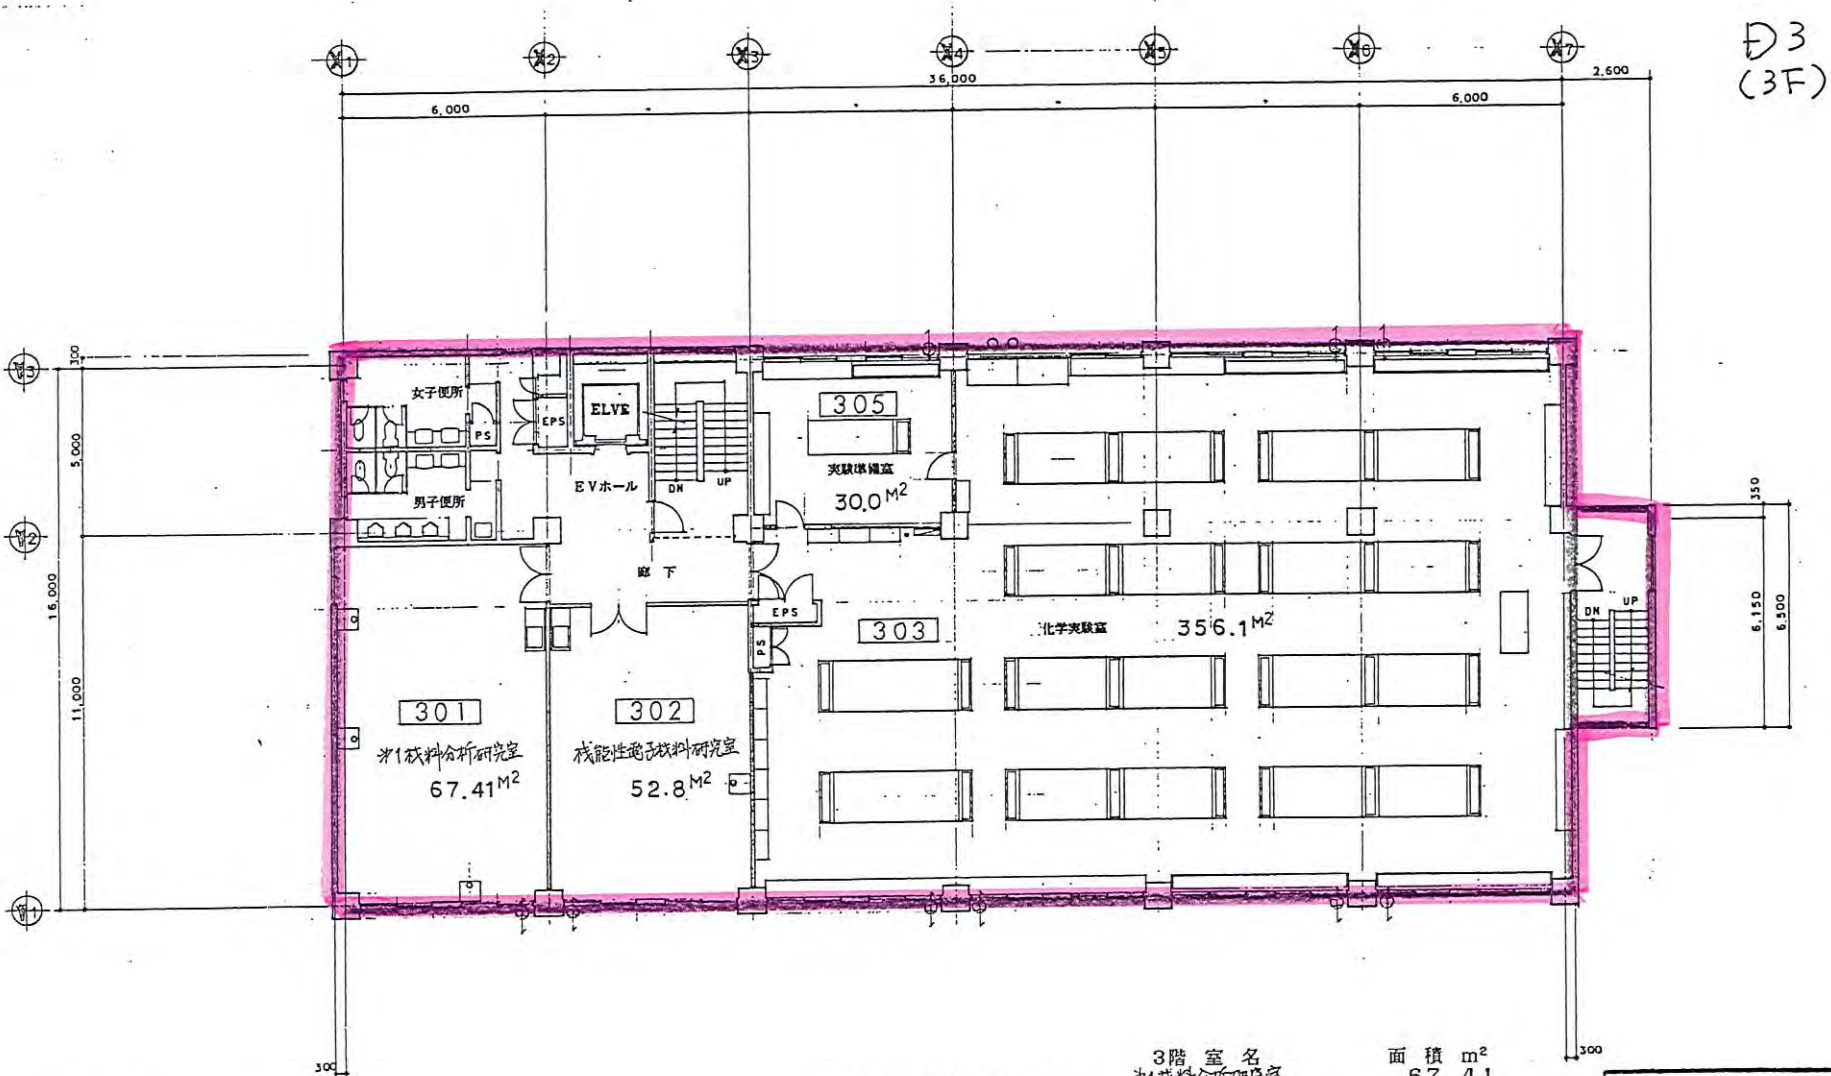 D3
(3F)
X1
X2
X3
X4
X5
X6
X7
36,000
2,600
6,000
6,000
Y3
Y2
Y1
300
5,000
16,000
11,000
女子便所
PS
EPS
ELVE
男子便所
EVホール
DN
UP
305
実験準備室
30.0M²
廊下
EPS
PS
303
化学実験室
356.1M²
DN
UP
350
6,150
6,500
301
材料分析研究室
67.41M²
302
機能性電子材料研究室
52.8M²
300
300
3階 室名
面積 m²
67.41